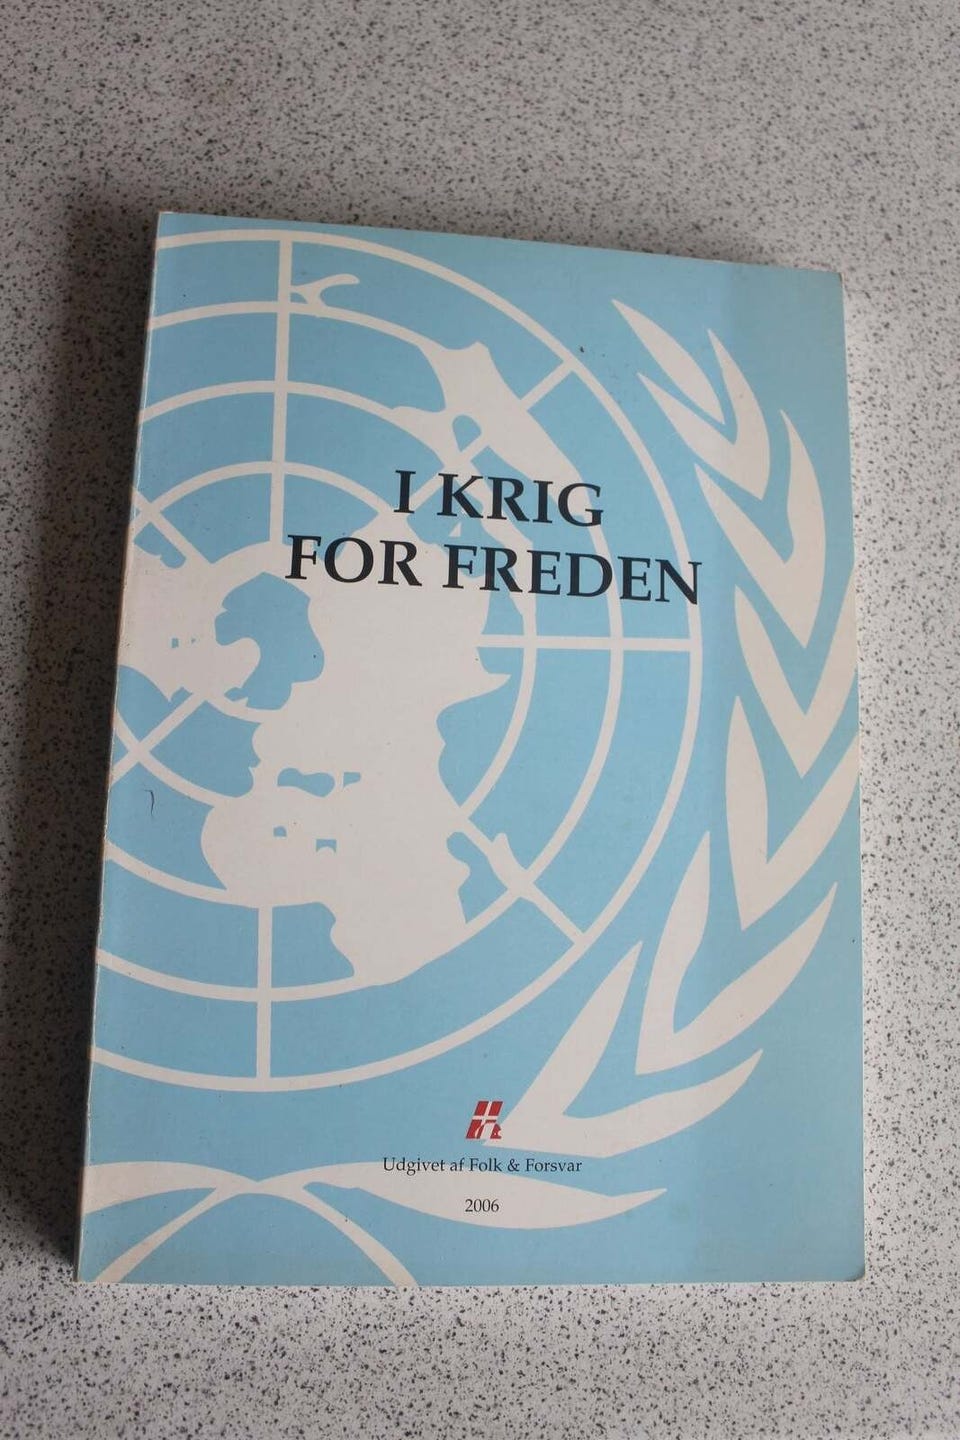 I KRIG
FOR FREDEN
Udgivet af Folk & Forsvar
2006